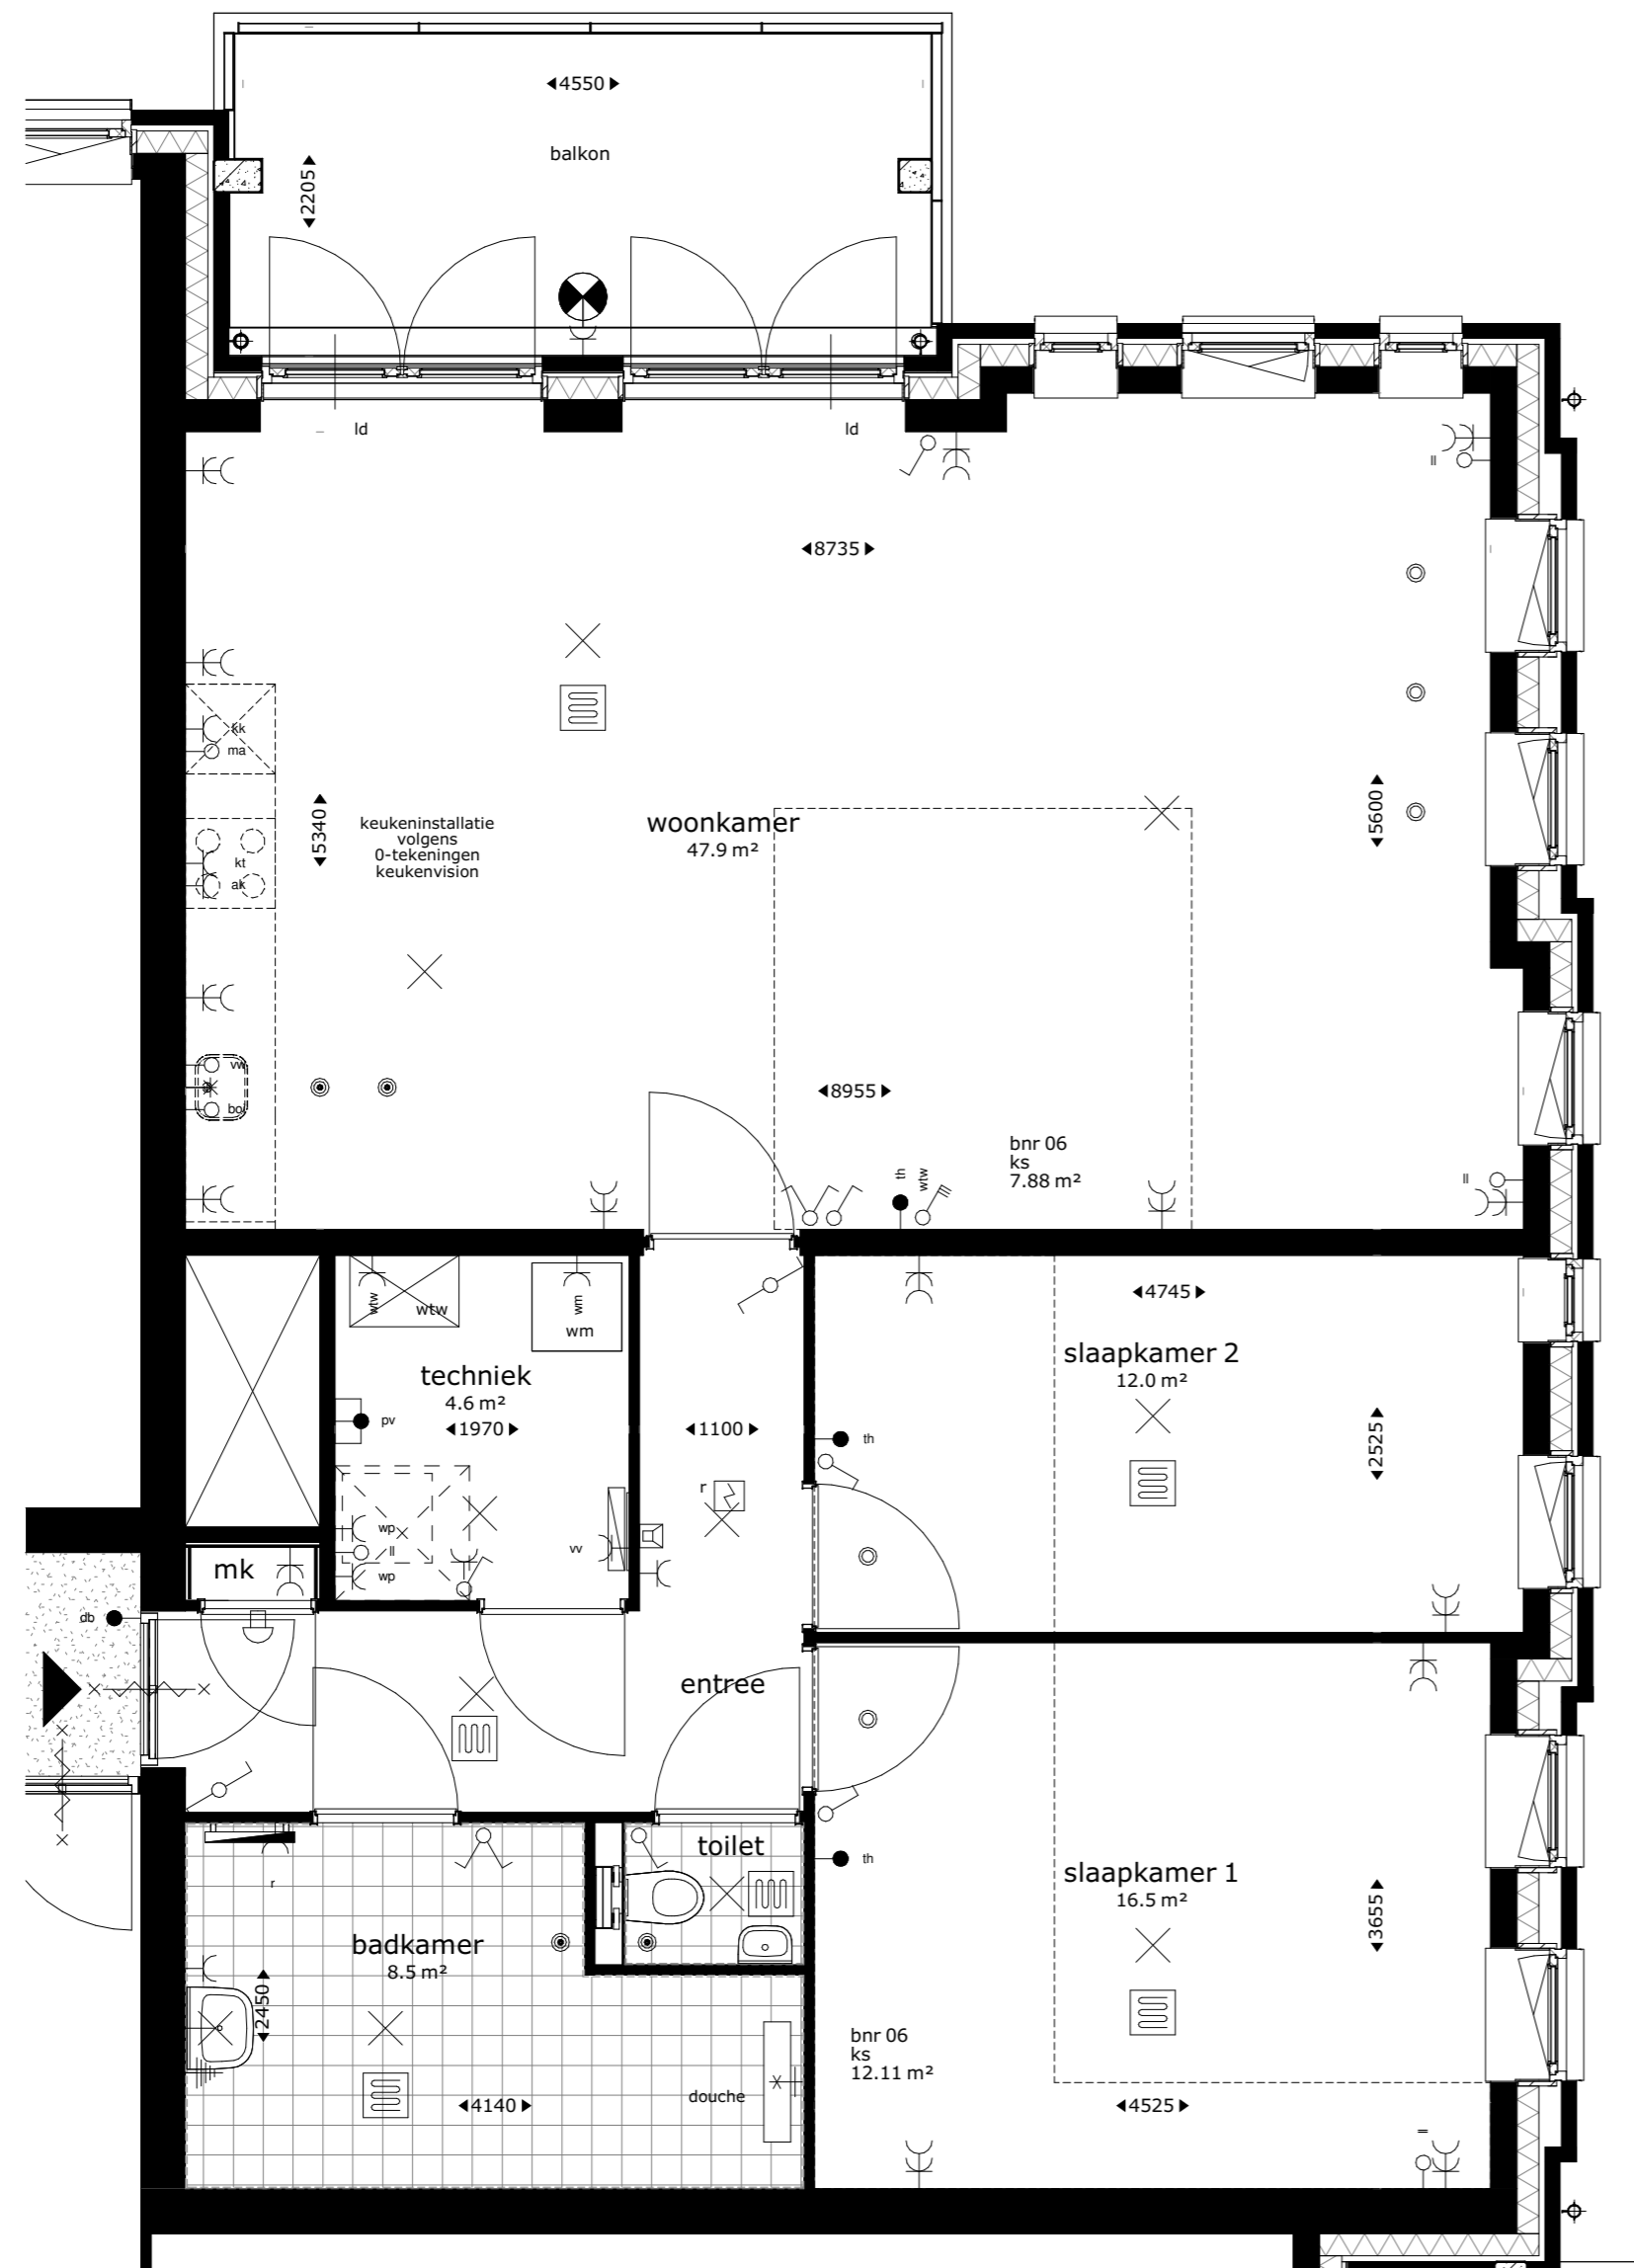 4550
balkon
2205
ld
ld
ll
8735
kk
ma
5340
keukeninstallatie
volgens
0-tekeningen
keukenvision
kt
ak
woonkamer
47.9 m²
5600
vw
bo
8955
bnr 06
ks
7.88 m²
th
wtw
ll
wtw
wtw
wm
wm
techniek
4.6 m²
1970
pv
1100
4745
slaapkamer 2
12.0 m²
2525
th
r
wp
ll
wp
vv
mk
db
entree
toilet
th
slaapkamer 1
16.5 m²
3655
r
badkamer
8.5 m²
2450
bnr 06
ks
12.11 m²
douche
4140
4525
ll